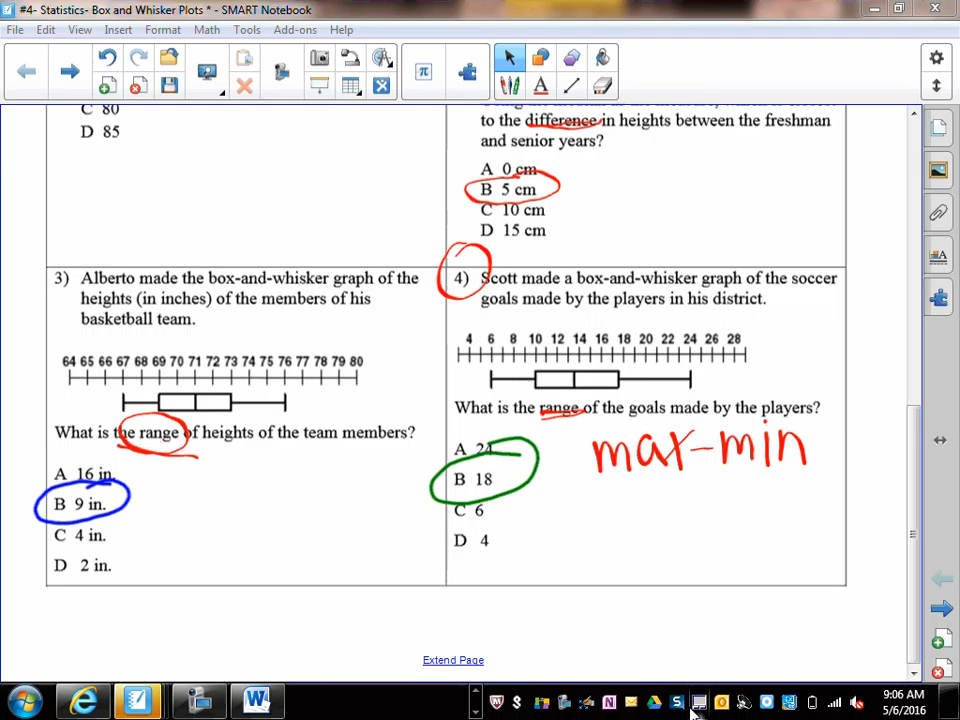 #4- Statistics- Box and Whisker Plots * - SMART Notebook
File Edit View Insert Format Math Tools Add-ons Help
C 80
D 85
to the difference in heights between the freshman
and senior years?
A 0 cm
B 5 cm
C 10 cm
D 15 cm
3) Alberto made the box-and-whisker graph of the
heights (in inches) of the members of his
basketball team.
64 65 66 67 68 69 70 71 72 73 74 75 76 77 78 79 80
What is the range of heights of the team members?
A 16 in.
B 9 in.
C 4 in.
D 2 in.
4) Scott made a box-and-whisker graph of the soccer
goals made by the players in his district.
4 6 8 10 12 14 16 18 20 22 24 26 28
What is the range of the goals made by the players?
max-min
A 24
B 18
C 6
D 4
Extend Page
9:06 AM
5/6/2016